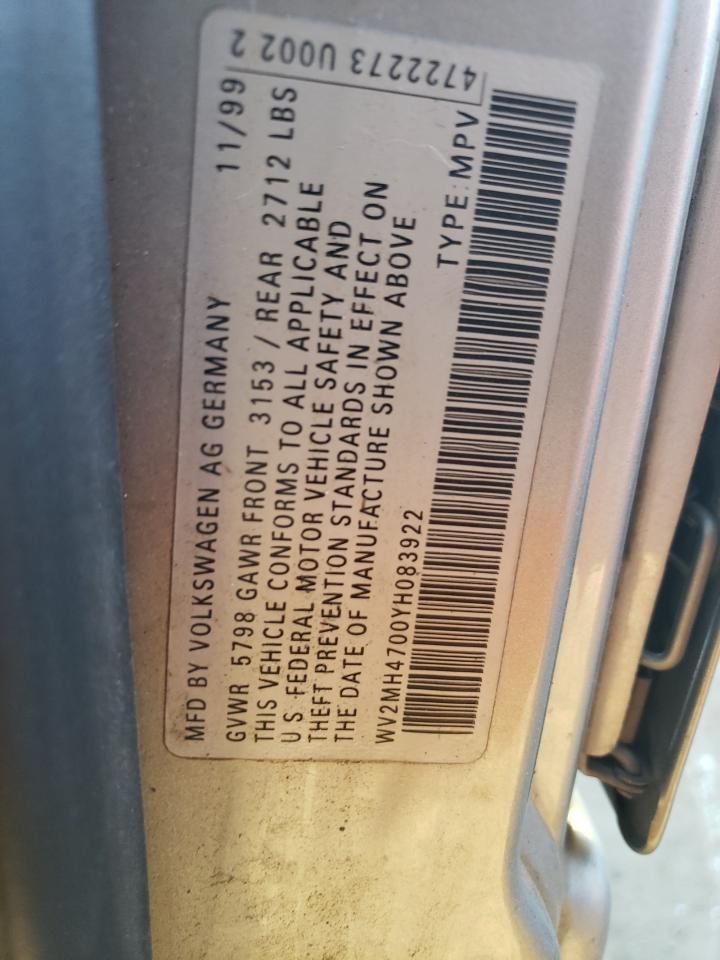 MFD BY VOLKSWAGEN AG GERMANY 11/99
GVWR 5798 GAWR FRONT 3153 / REAR 2712 LBS
THIS VEHICLE CONFORMS TO ALL APPLICABLE
U S FEDERAL MOTOR VEHICLE SAFETY AND
THEFT PREVENTION STANDARDS IN EFFECT ON
THE DATE OF MANUFACTURE SHOWN ABOVE
WV2MH4700YH083922 TYPE:MPV
4722273 U002 2